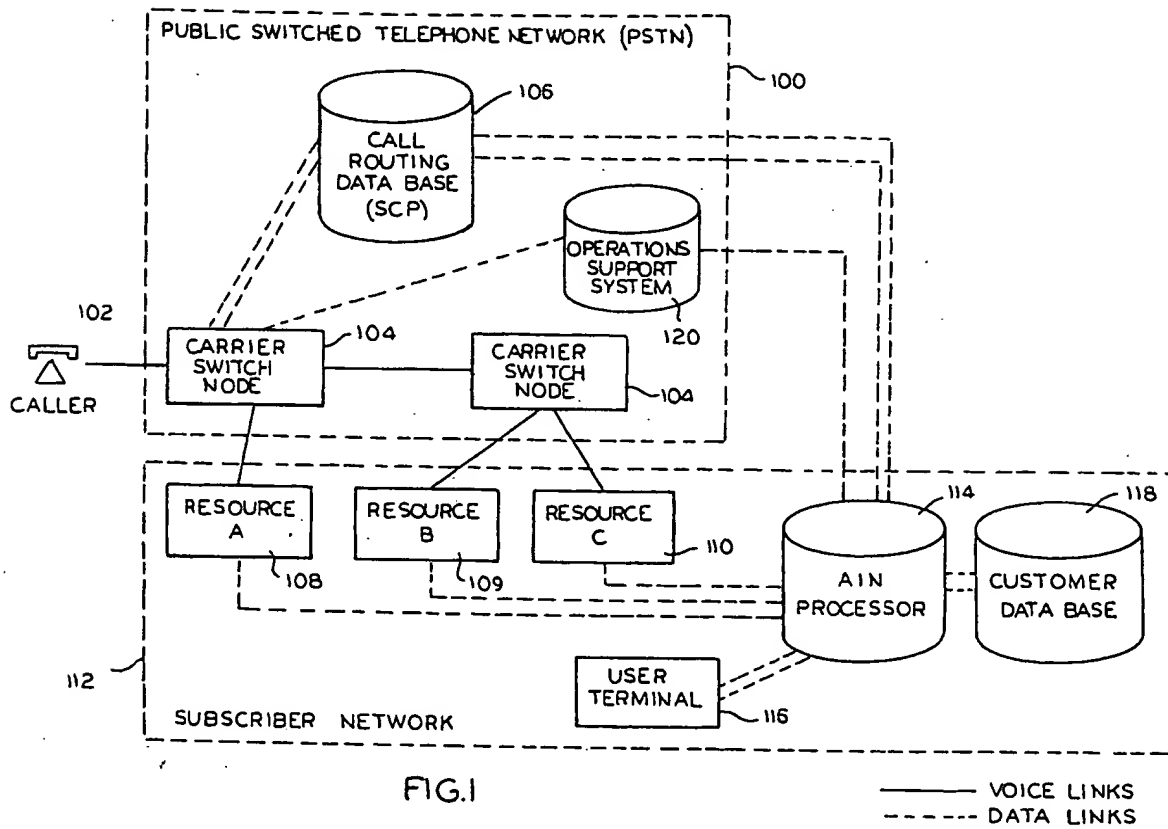 PUBLIC SWITCHED TELEPHONE NETWORK (PSTN)
100
106
CALL
ROUTING
DATA BASE
(SCP)
OPERATIONS
SUPPORT
SYSTEM
120
102
CALLER
104
CARRIER
SWITCH
NODE
CARRIER
SWITCH
NODE
104
RESOURCE
A
108
RESOURCE
B
109
RESOURCE
C
110
114
AIN
PROCESSOR
118
CUSTOMER
DATA BASE
112
USER
TERMINAL
116
SUBSCRIBER NETWORK
FIG.1
VOICE LINKS
DATA LINKS